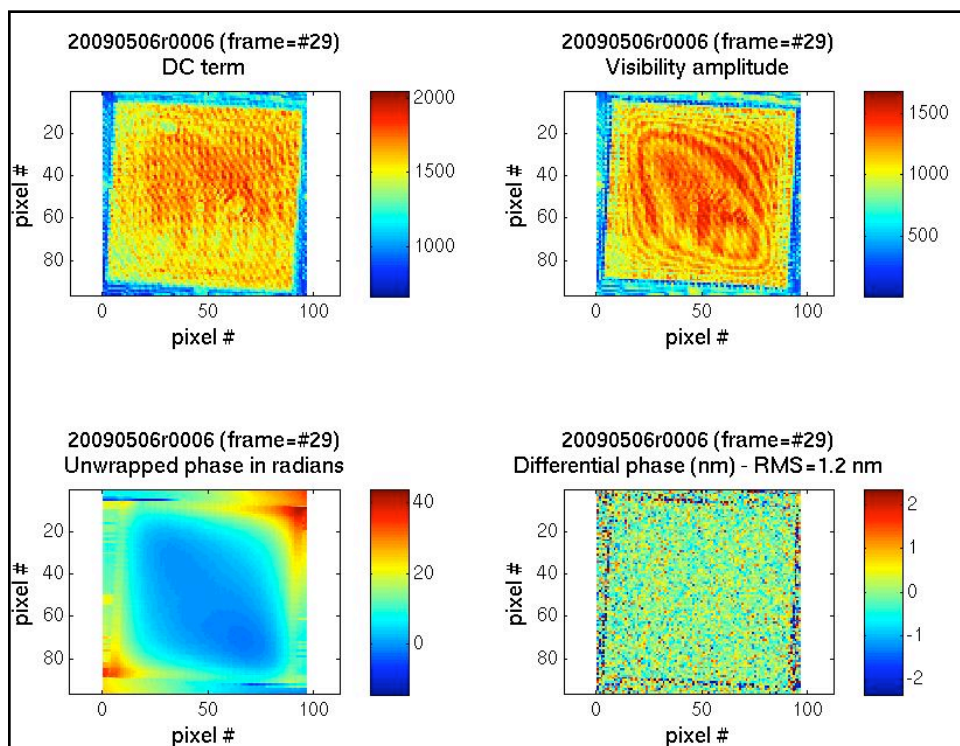 20090506r0006 (frame=#29)
DC term
pixel #
20
40
60
80
0
50
100
pixel #
2000
1500
1000
20090506r0006 (frame=#29)
Visibility amplitude
pixel #
20
40
60
80
0
50
100
pixel #
1500
1000
500
20090506r0006 (frame=#29)
Unwrapped phase in radians
pixel #
20
40
60
80
0
50
100
pixel #
40
20
0
20090506r0006 (frame=#29)
Differential phase (nm) - RMS=1.2 nm
pixel #
20
40
60
80
0
50
100
pixel #
2
1
0
-1
-2